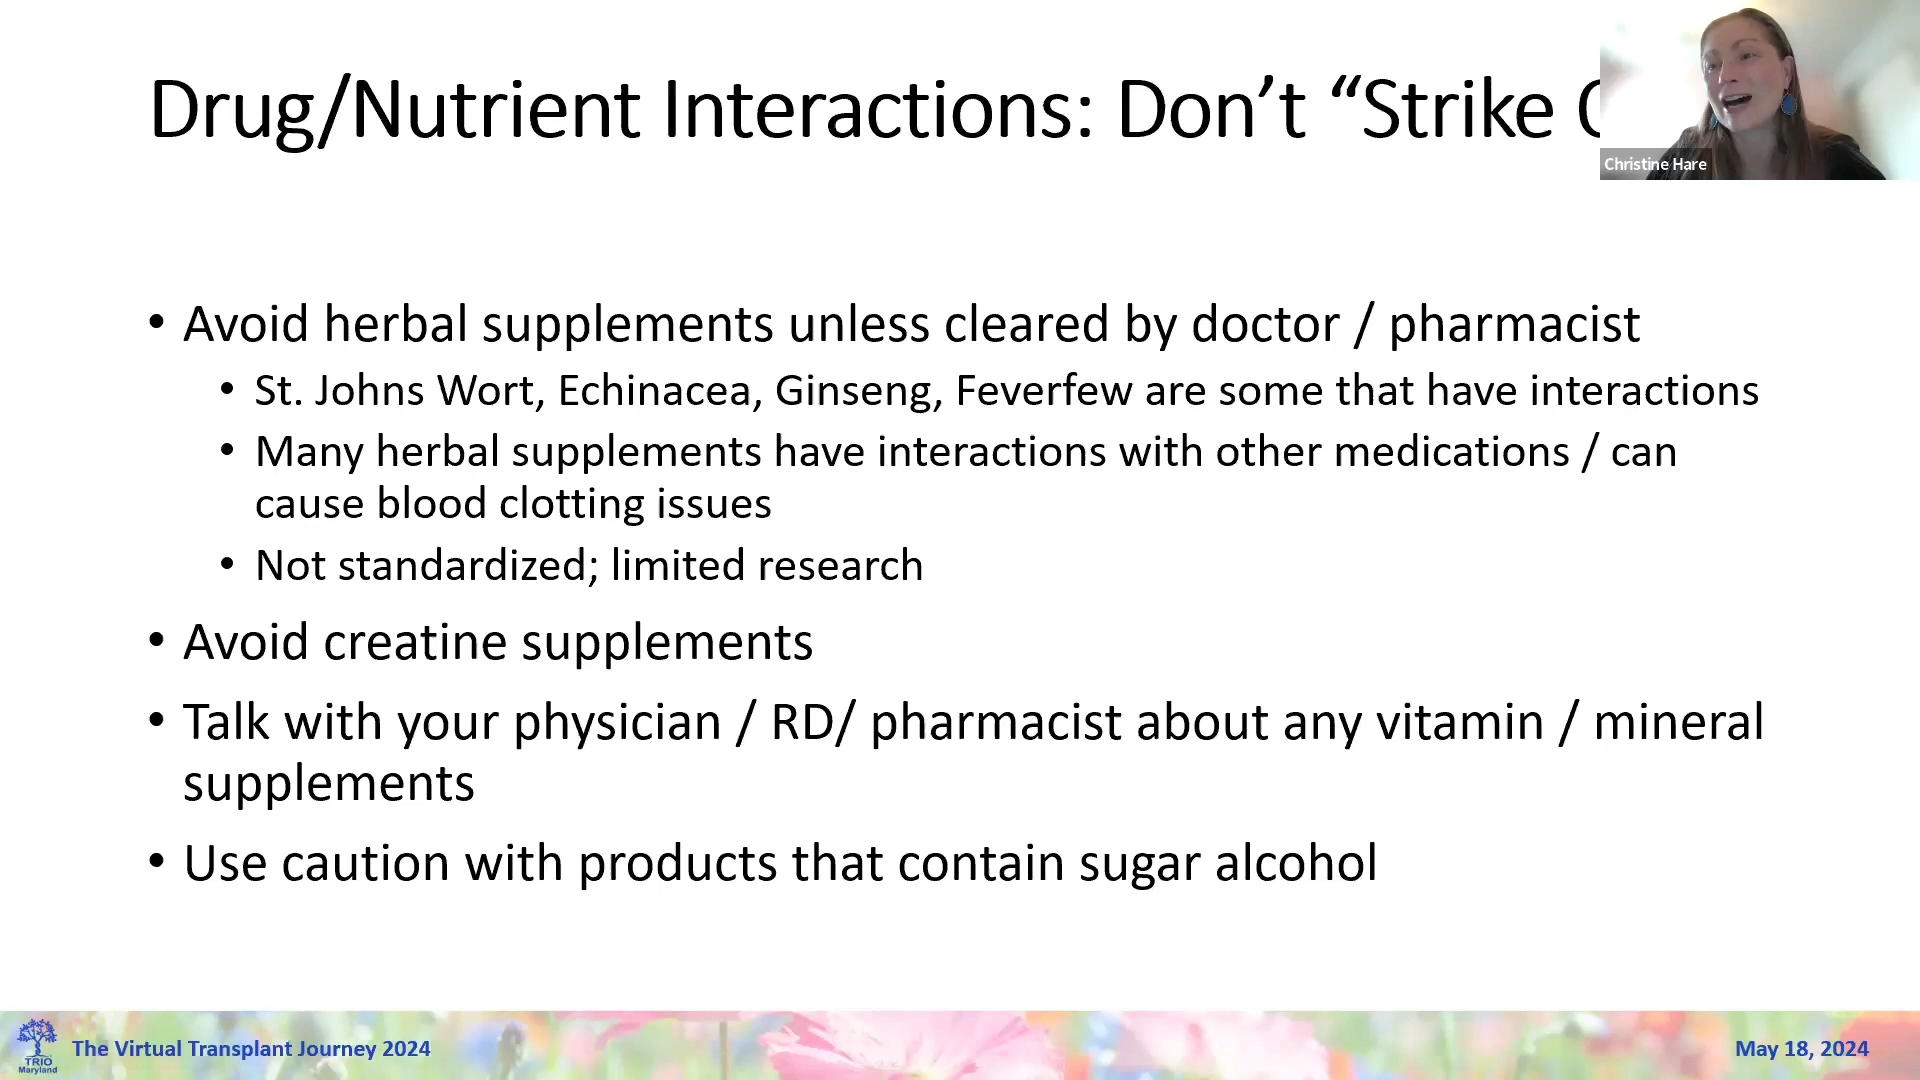 Drug/Nutrient Interactions: Don’t “Strike
Christine Hare
• Avoid herbal supplements unless cleared by doctor / pharmacist
• St. Johns Wort, Echinacea, Ginseng, Feverfew are some that have interactions
• Many herbal supplements have interactions with other medications / can
cause blood clotting issues
• Not standardized; limited research
• Avoid creatine supplements
• Talk with your physician / RD/ pharmacist about any vitamin / mineral
supplements
• Use caution with products that contain sugar alcohol
TRIO
Maryland
The Virtual Transplant Journey 2024
May 18, 2024